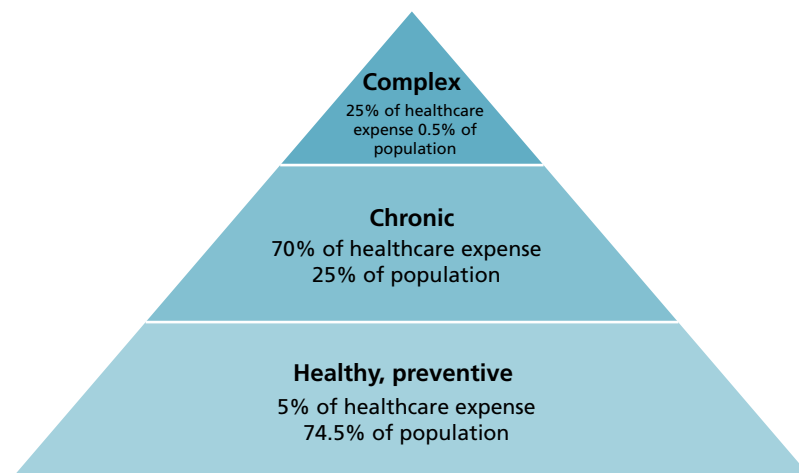 Complex
25% of healthcare
expense 0.5% of
population
Chronic
70% of healthcare expense
25% of population
Healthy, preventive
5% of healthcare expense
74.5% of population